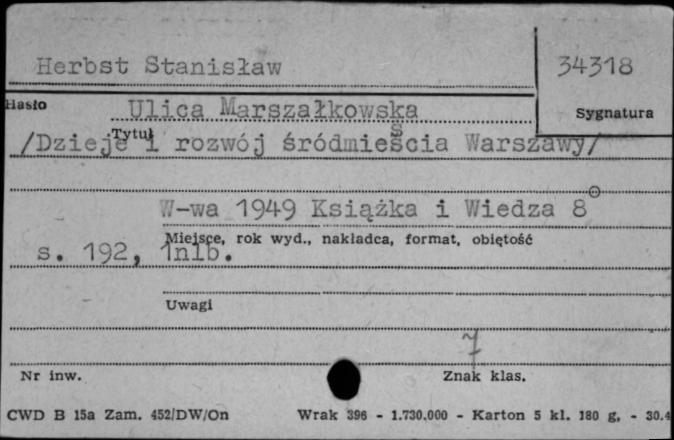 Herbst Stanisław
34318
Hasło
Sygnatura
Ulica Marszałkowska
Tytuł
/Dzieje i rozwój śródmieścia Warszawy/
W-wa 1949 Książka i Wiedza 8°
Miejsce, rok wyd., nakładca, format, objętość
s. 192, 1nlb.
Uwagi
7
Nr inw.
Znak klas.
CWD B 15a Zam. 452/DW/On Wrak 396 - 1.730.000 - Karton 5 kl. 180 g. - 30.4